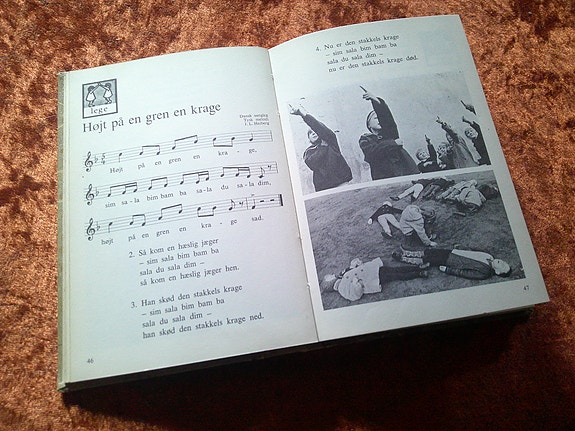 lege
Højt på en gren en krage
Dansk sangleg
Tysk melodi
Højt på en gren en kra - ge,
sim sala bim bam ba sa-la du sa-la dim,
højt på en gren en kra - ge sad.
2. Så kom en hæslig jæger
– sim sala bim bam ba
sala du sala dim –
så kom en hæslig jæger hen.
3. Han skød den stakkels krage
– sim sala bim bam ba
sala du sala dim –
han skød den stakkels krage ned.
46
4. Nu er den stakkels krage
– sim sala bim bam ba
sala du sala dim –
nu er den stakkels krage død.
47